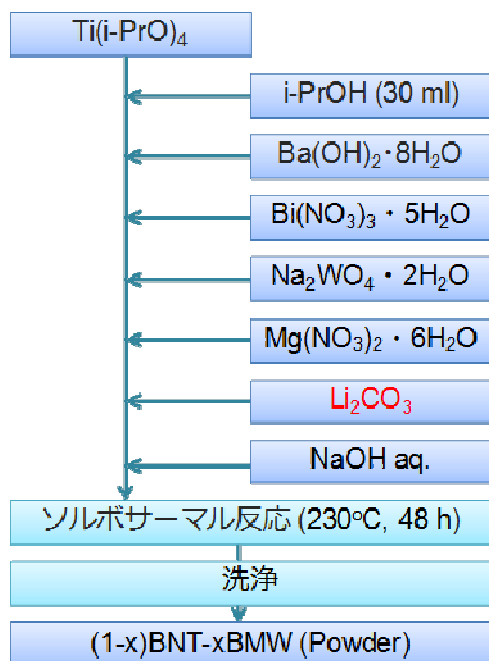 Ti(i-PrO)₄
i-PrOH (30 ml)
Ba(OH)₂·8H₂O
Bi(NO₃)₃・5H₂O
Na₂WO₄・2H₂O
Mg(NO₃)₂・6H₂O
Li₂CO₃
NaOH aq.
ソルボサーマル反応 (230ºC, 48 h)
洗浄
(1-x)BNT-xBMW (Powder)